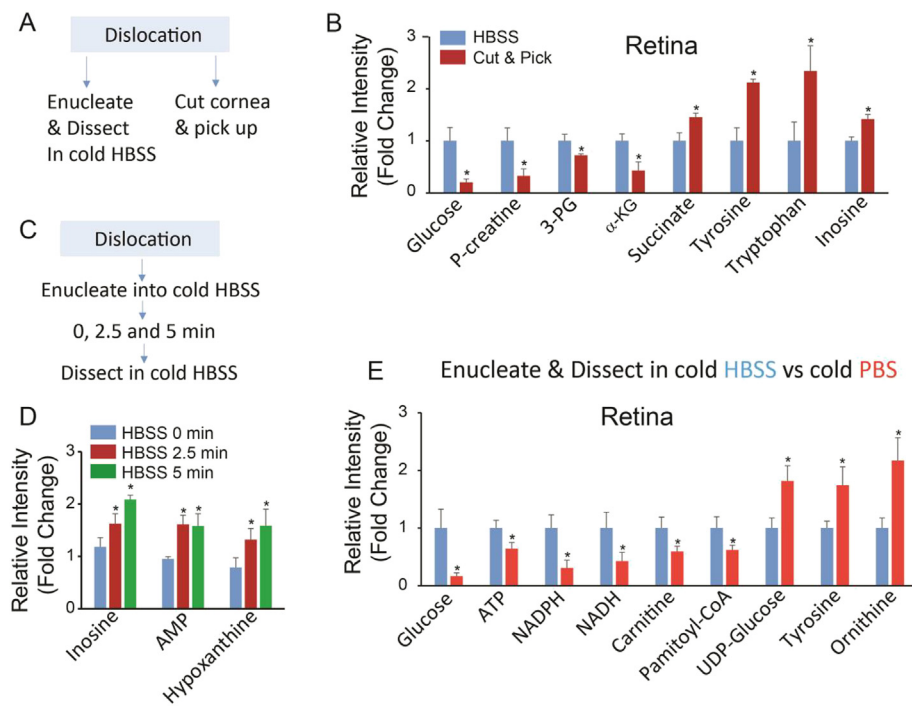 A
Dislocation
Enucleate
& Dissect
In cold HBSS
Cut cornea
& pick up
B
HBSS
Cut & Pick
Retina
Relative Intensity
(Fold Change)
3
2
1
0
*
*
*
*
*
*
*
*
Glucose
P-creatine
3-PG
α-KG
Succinate
Tyrosine
Tryptophan
Inosine
C
Dislocation
Enucleate into cold HBSS
0, 2.5 and 5 min
Dissect in cold HBSS
D
HBSS 0 min
HBSS 2.5 min
HBSS 5 min
Relative Intensity
(Fold Change)
3
2
1
0
*
*
*
*
*
*
Inosine
AMP
Hypoxanthine
E
Enucleate & Dissect in cold HBSS vs cold PBS
Retina
Relative Intensity
(Fold Change)
3
2
1
0
*
*
*
*
*
*
*
*
*
Glucose
ATP
NADPH
NADH
Carnitine
Pamitoyl-CoA
UDP-Glucose
Tyrosine
Ornithine